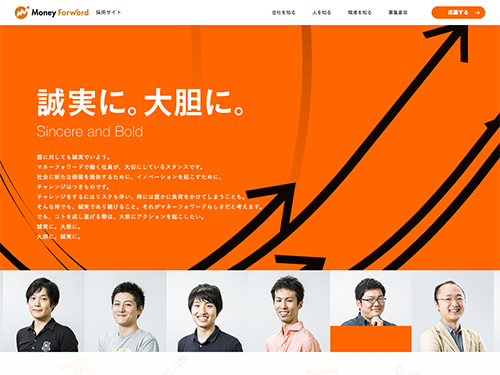 Money Forward 採用サイト
会社を知る 人を知る 職場を知る 募集要項 応募する
誠実に。大胆に。
Sincere and Bold
誰に対しても誠実でいよう。
マネーフォワードで働く社員が、大切にしているスタンスです。
社会に新たな価値を提供するために、イノベーションを起こすために、
チャレンジはつきものです。
チャレンジをするにはリスクも伴い、時には誰かに負荷をかけてしまうことも。
そんな時でも、誠実であり続けること。それがマネーフォワードらしさだと考えます。
でも、コトを成し遂げる際は、大胆にアクションを起こしたい。
誠実に。大胆に。
大胆に。誠実に。